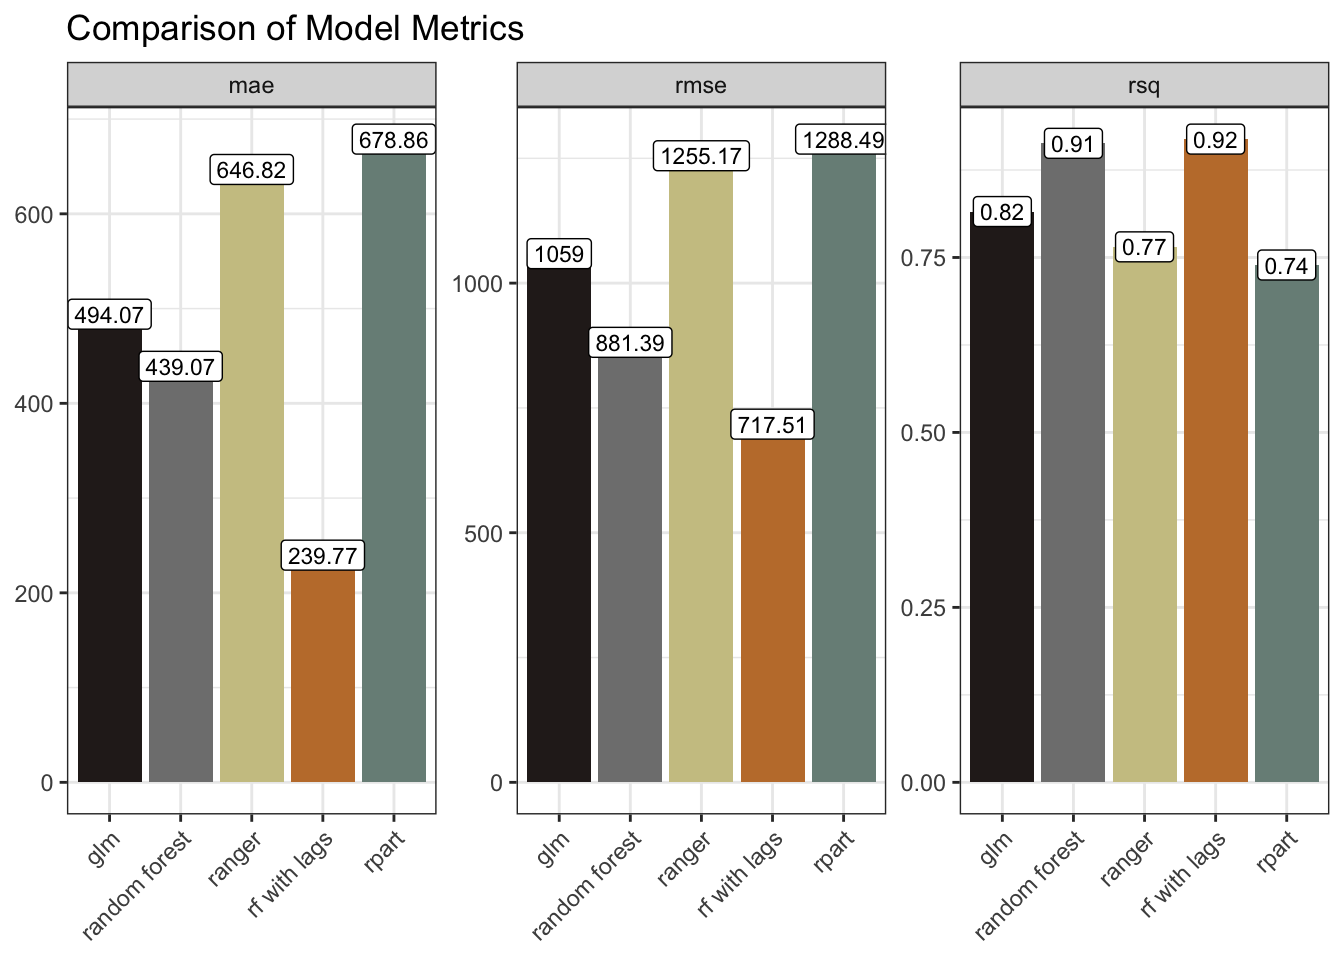 Comparison of Model Metrics
mae
rmse
rsq
678.86
646.82
494.07
439.07
239.77
600
400
200
0
1288.49
1255.17
1059
881.39
717.51
1000
500
0
0.92
0.91
0.82
0.77
0.74
0.75
0.50
0.25
0.00
glm
random forest
ranger
rf with lags
rpart
glm
random forest
ranger
rf with lags
rpart
glm
random forest
ranger
rf with lags
rpart